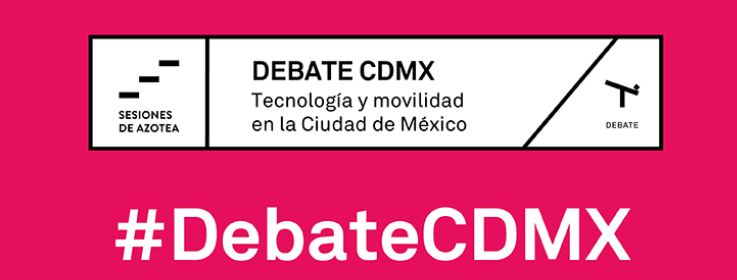 SESIONES
DE AZOTEA
DEBATE CDMX
Tecnología y movilidad
en la Ciudad de México
DEBATE
#DebateCDMX